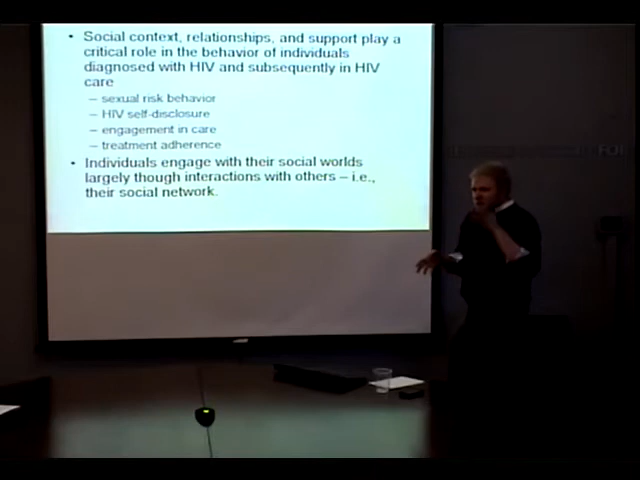 • Social context, relationships, and support play a
critical role in the behavior of individuals
diagnosed with HIV and subsequently in HIV
care
– sexual risk behavior
– HIV self-disclosure
– engagement in care
– treatment adherence
• Individuals engage with their social worlds
largely though interactions with others – i.e.,
their social network.